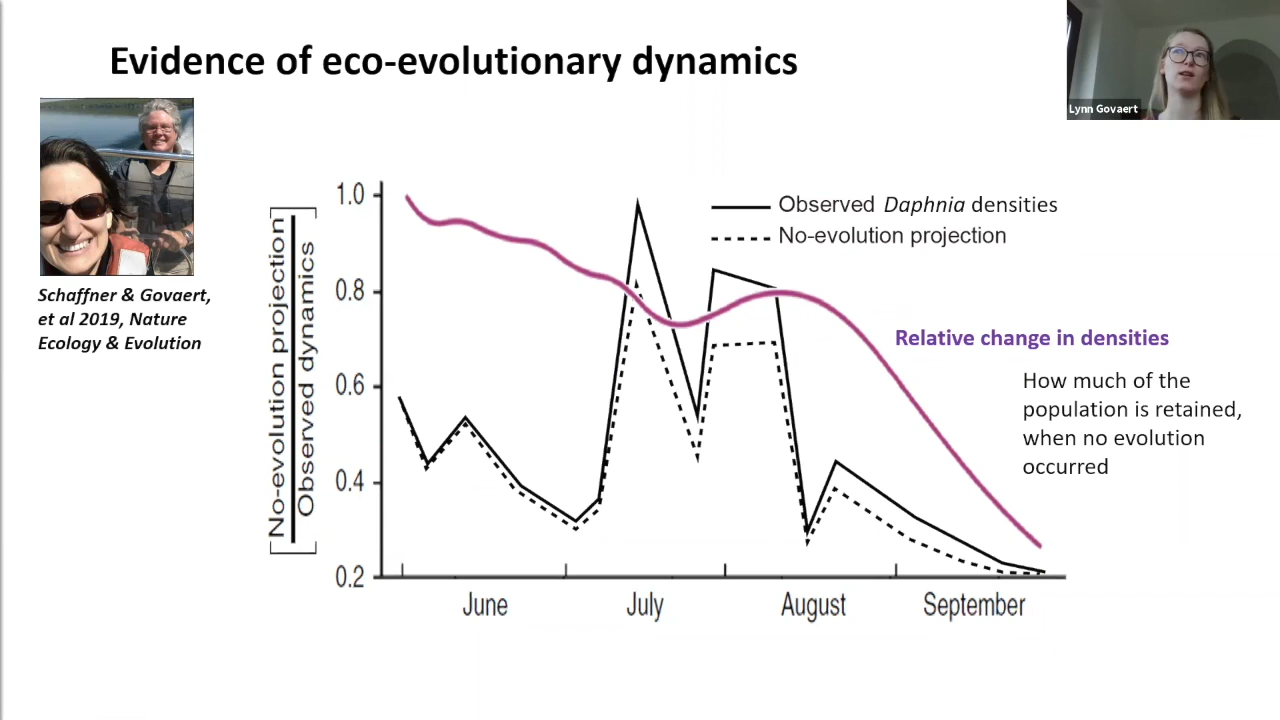 Evidence of eco-evolutionary dynamics
Lynn Govaert
Schaffner & Govaert,
et al 2019, Nature
Ecology & Evolution
No-evolution projection
Observed dynamics
1.0
0.8
0.6
0.4
0.2
Observed Daphnia densities
No-evolution projection
Relative change in densities
How much of the
population is retained,
when no evolution
occurred
June July August September